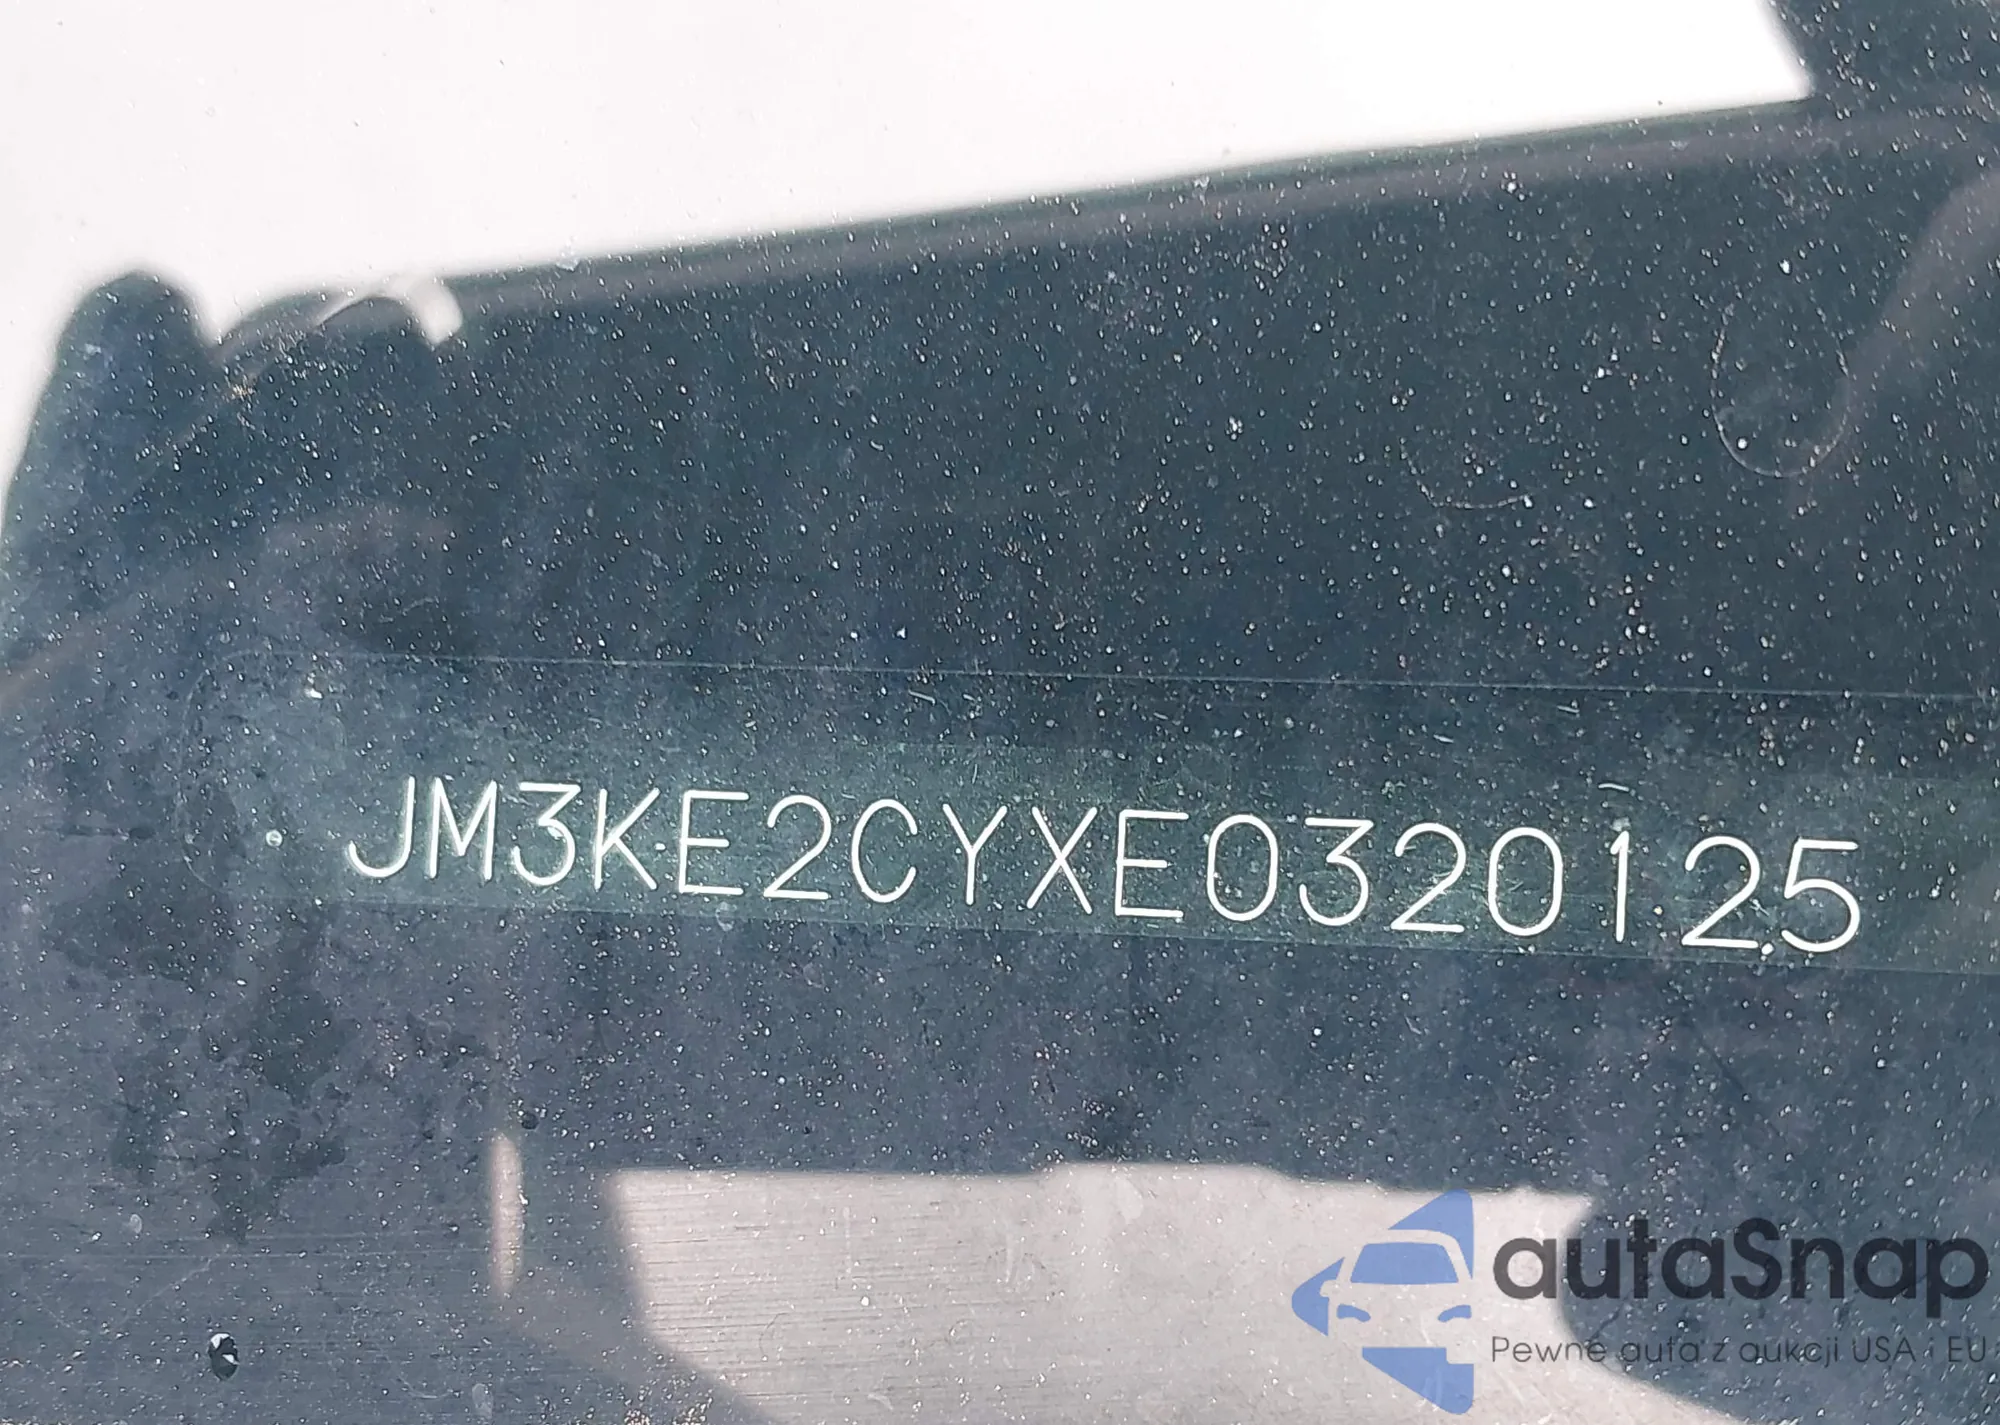 JM3KE2CYXE0320125
autaSnap
Pewne auta z aukcji USA i EU